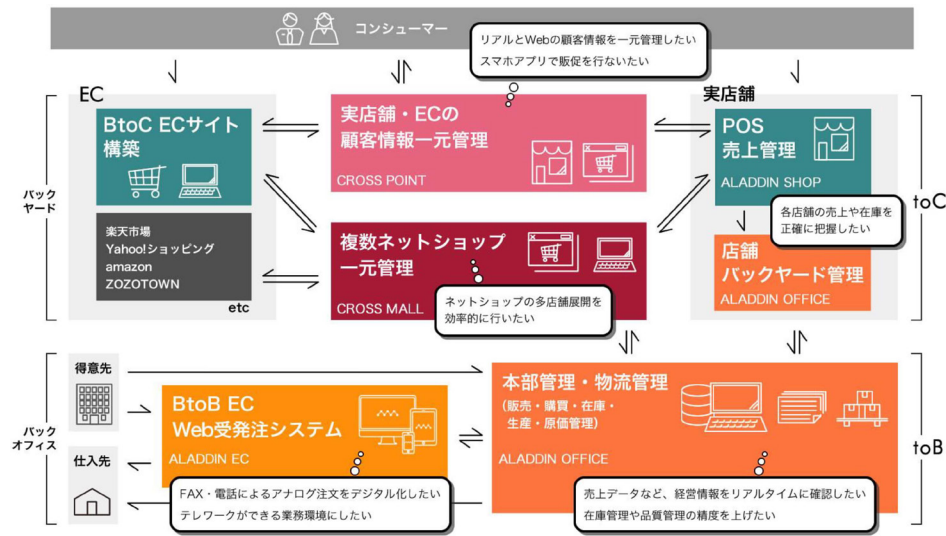 コンシューマー
リアルとWebの顧客情報を一元管理したい
スマホアプリで販促を行ないたい
EC
実店舗
BtoC ECサイト
構築
実店舗・ECの
顧客情報一元管理
CROSS POINT
POS
売上管理
ALADDIN SHOP
バック
ヤード
toC
各店舗の売上や在庫を
正確に把握したい
楽天市場
Yahoo!ショッピング
amazon
ZOZOTOWN
etc
複数ネットショップ
一元管理
CROSS MALL
ネットショップの多店舗展開を
効率的に行いたい
店舗
バックヤード管理
ALADDIN OFFICE
得意先
BtoB EC
Web受発注システム
ALADDIN EC
本部管理・物流管理
(販売・購買・在庫・
生産・原価管理)
ALADDIN OFFICE
バック
オフィス
toB
仕入先
FAX・電話によるアナログ注文をデジタル化したい
テレワークができる業務環境にしたい
売上データなど、経営情報をリアルタイムに確認したい
在庫管理や品質管理の精度を上げたい